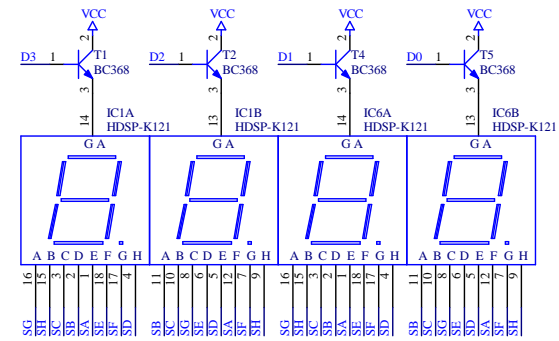 VCC VCC VCC VCC
2 2 2 2
D3 1 T1 D2 1 T2 D1 1 T4 D0 1 T5
BC368 BC368 BC368 BC368
3 3 3 3
14 IC1A 13 IC1B 14 IC6A 13 IC6B
HDSP-K121 HDSP-K121 HDSP-K121 HDSP-K121
G A G A G A G A
A B C D E F G H A B C D E F G H A B C D E F G H A B C D E F G H
16 15 3 2 1 18 17 4 11 10 8 6 5 12 7 9 16 15 3 2 1 18 17 4 11 10 8 6 5 12 7 9
SG SH SC SB SA SE SF SD SB SC SG SE SD SA SF SH SG SH SC SB SA SE SF SD SB SC SG SE SD SA SF SH